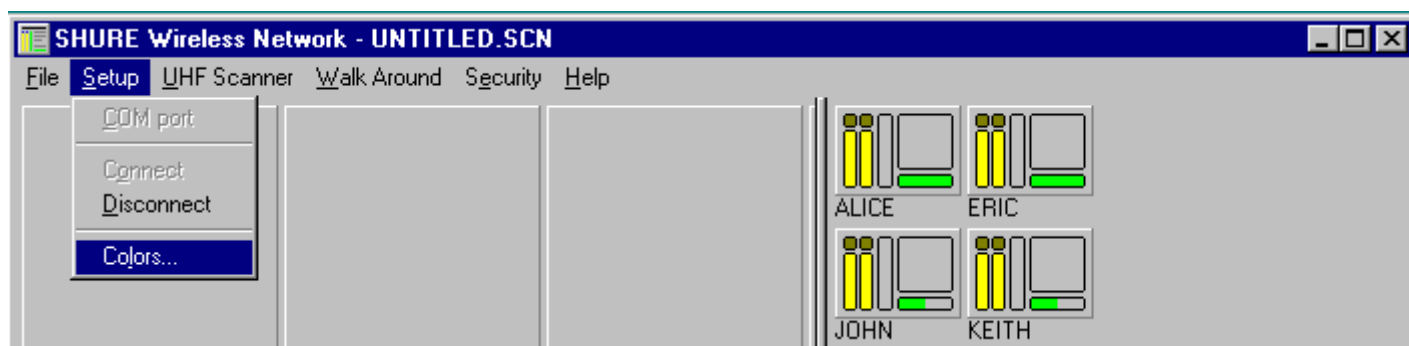 SHURE Wireless Network - UNTITLED.SCN
File Setup UHF Scanner Walk Around Security Help
COM port
Connect
Disconnect
Colors...
ALICE ERIC
JOHN KEITH